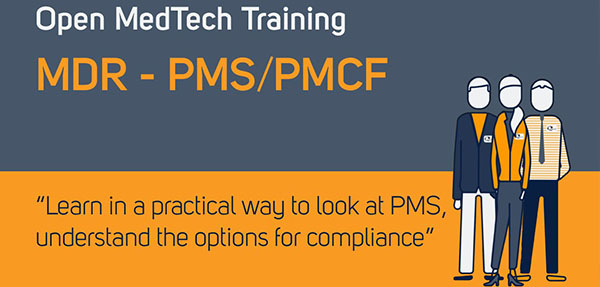 Open MedTech Training
MDR - PMS/PMCF
“Learn in a practical way to look at PMS,
understand the options for compliance”